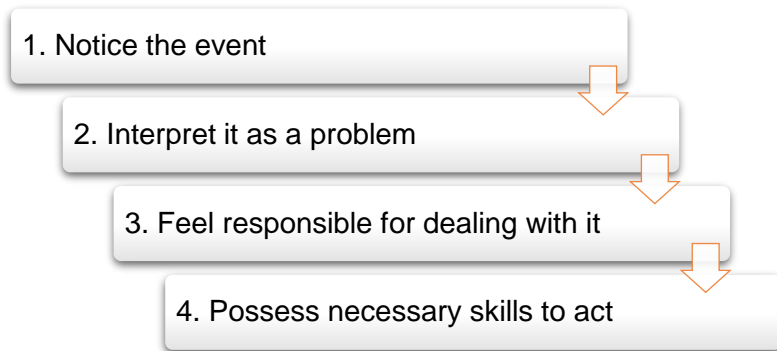 1. Notice the event
2. Interpret it as a problem
3. Feel responsible for dealing with it
4. Possess necessary skills to act